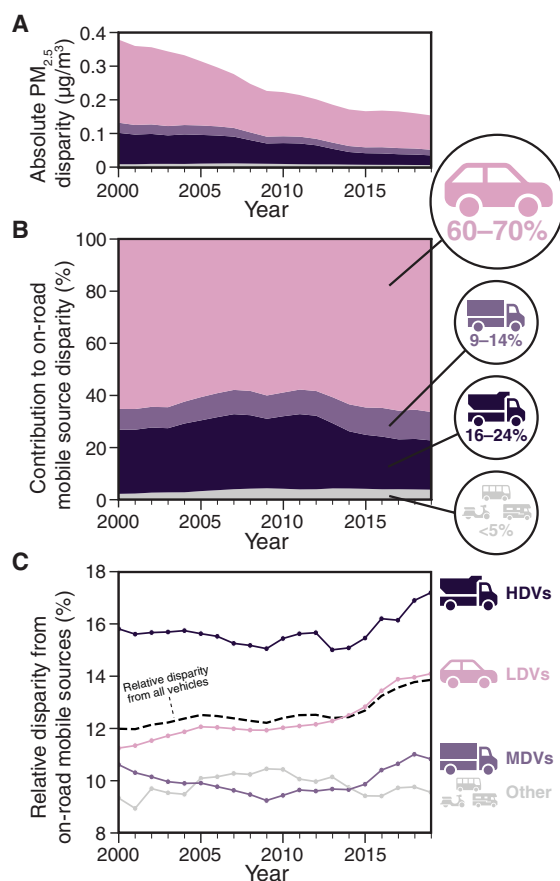 A
Absolute PM2.5
disparity (μg/m³)
0.4
0.3
0.2
0.1
0
2000
2005
2010
2015
Year
60–70%
B
Contribution to on-road
mobile source disparity (%)
100
80
60
40
20
0
2000
2005
2010
2015
Year
9–14%
16–24%
<5%
C
Relative disparity from
on-road mobile sources (%)
18
16
14
12
10
8
Relative disparity
from all vehicles
2000
2005
2010
2015
Year
HDVs
LDVs
MDVs
Other